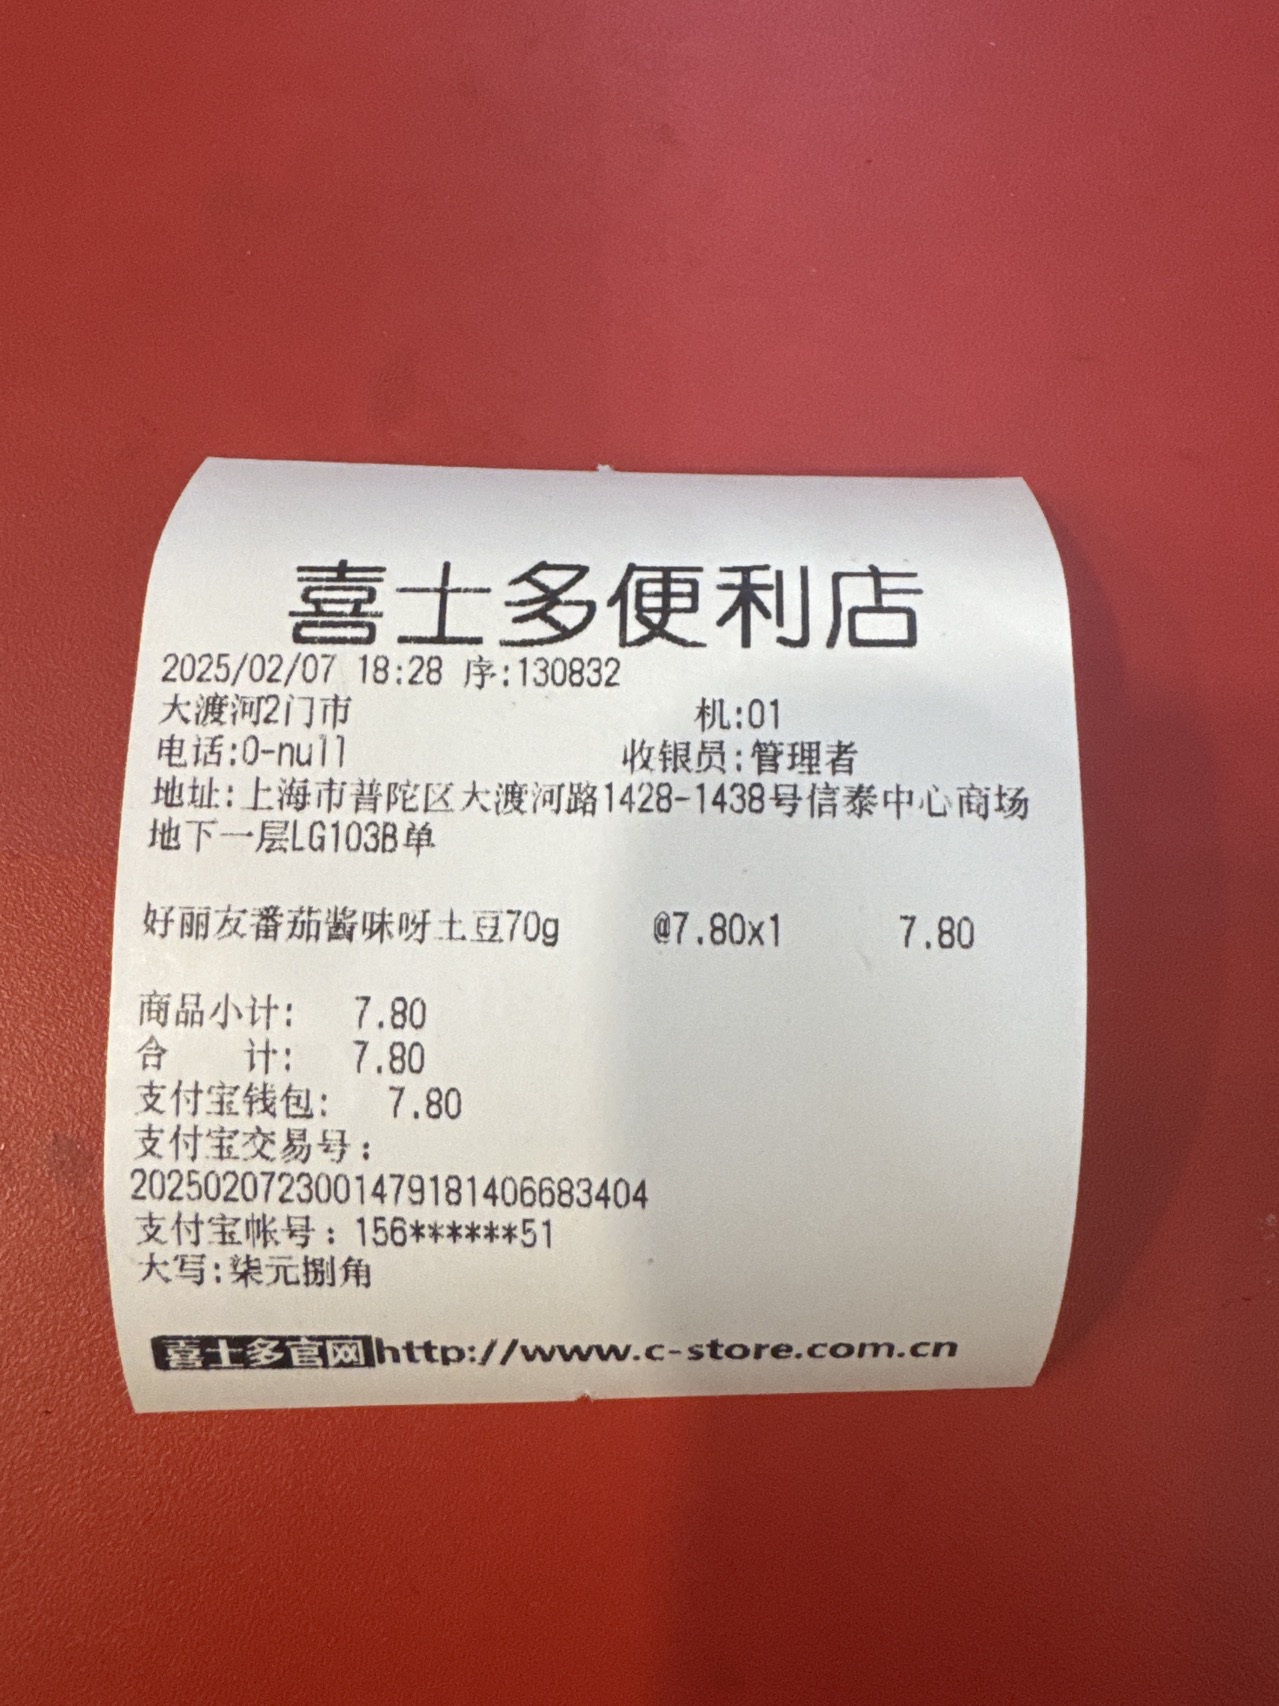 喜士多便利店
2025/02/07 18:28 序:130832
大渡河2门市 机:01
电话:0-null 收银员:管理者
地址:上海市普陀区大渡河路1428-1438号信泰中心商场
地下一层LG103B单
好丽友番茄酱味呀土豆70g @7.80x1 7.80
商品小计: 7.80
合 计: 7.80
支付宝钱包: 7.80
支付宝交易号:
2025020723001479181406683404
支付宝帐号:156******51
大写:柒元捌角
喜士多官网http://www.c-store.com.cn